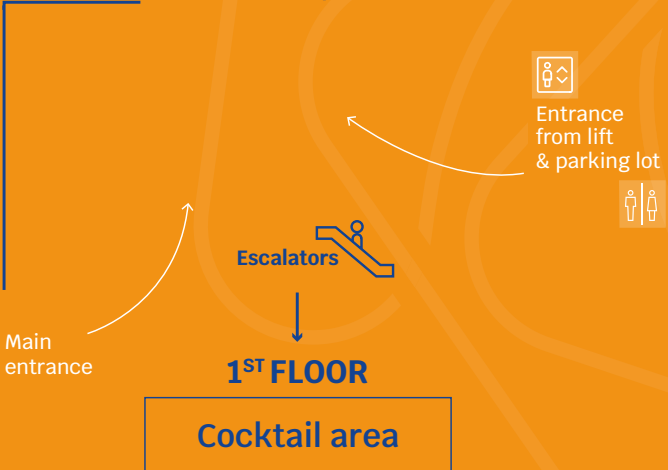 Entrance
from lift
& parking lot
Escalators
Main
entrance
1ST FLOOR
Cocktail area